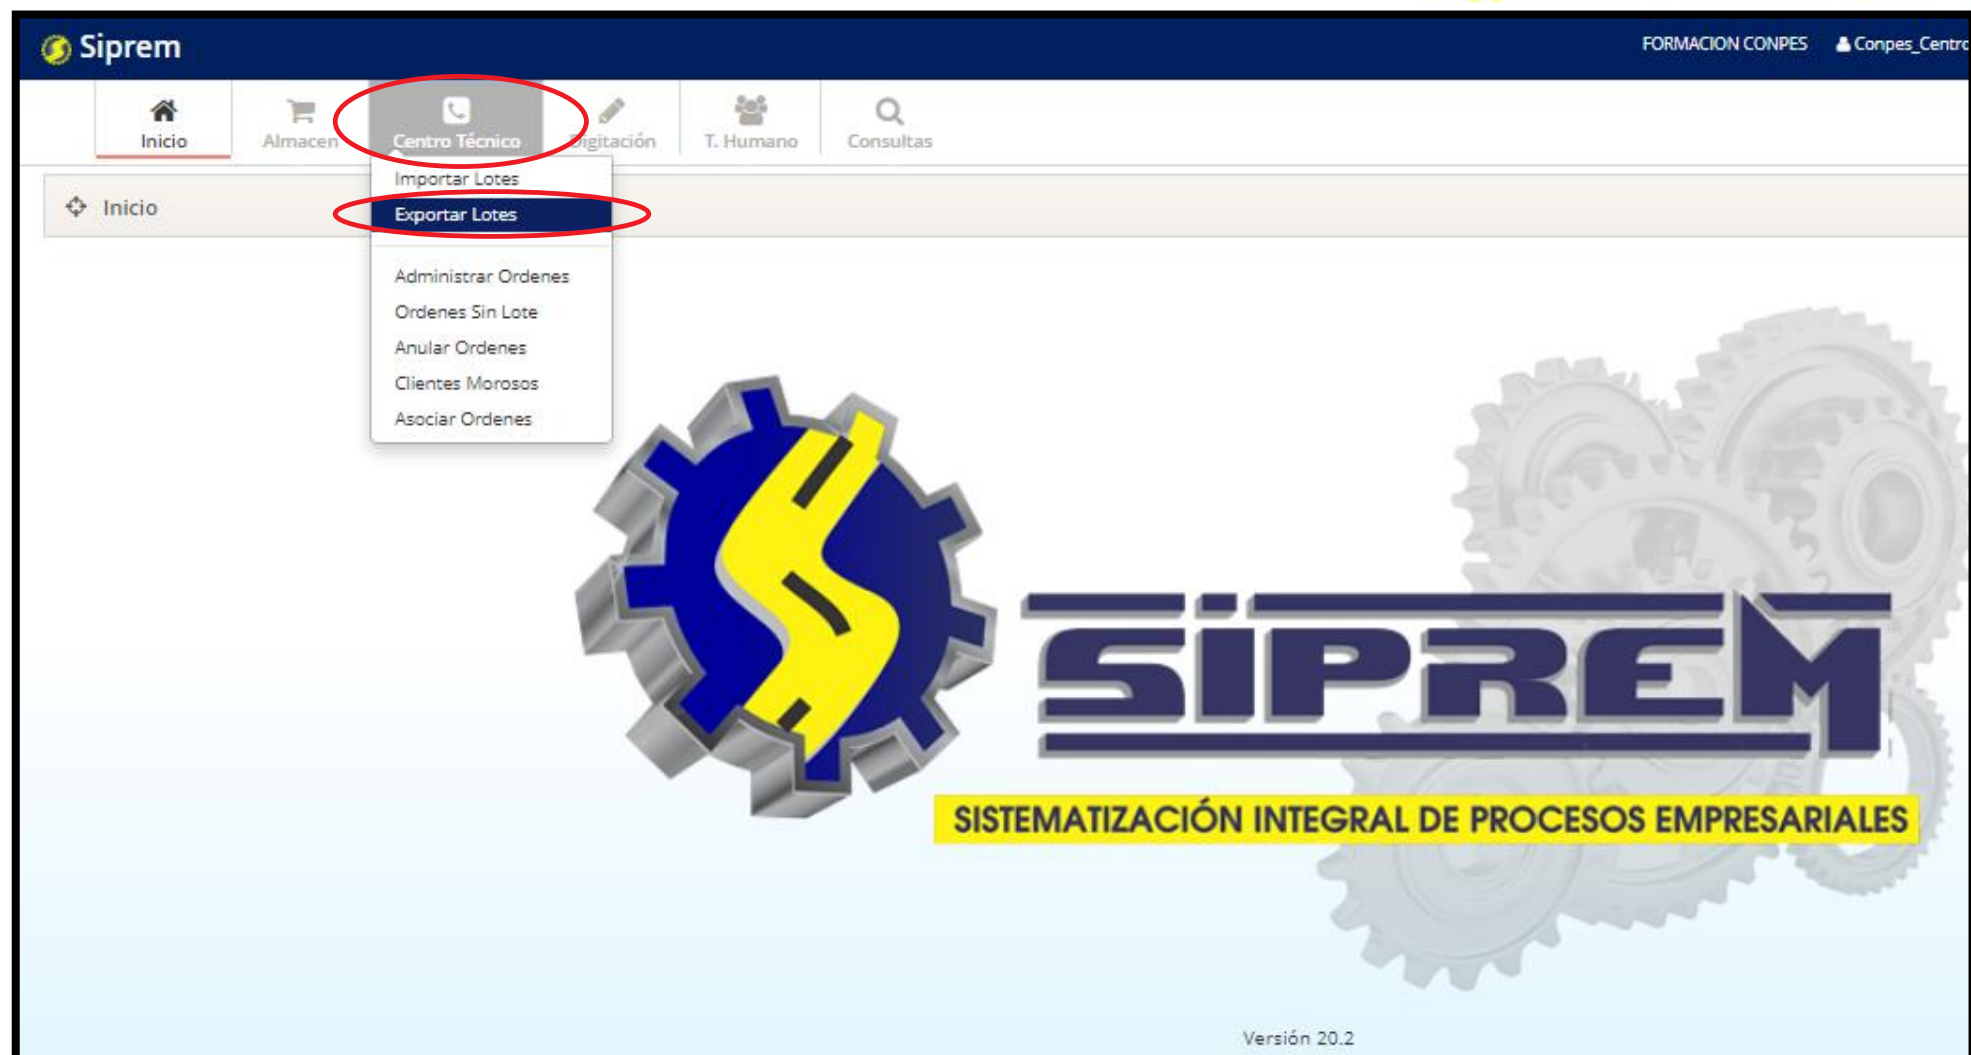 Siprem
FORMACION CONPES Conpes_Centro
Inicio Almacen Centro Técnico Digitación T. Humano Consultas
Inicio
Importar Lotes
Exportar Lotes
Administrar Ordenes
Ordenes Sin Lote
Anular Ordenes
Clientes Morosos
Asociar Ordenes
SIPREM
SISTEMATIZACIÓN INTEGRAL DE PROCESOS EMPRESARIALES
Versión 20.2